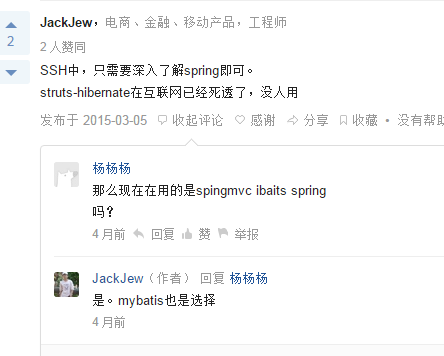 JackJew，电商、金融、移动产品，工程师
2
2 人赞同
SSH中，只需要深入了解spring即可。
struts-hibernate在互联网已经死透了，没人用
发布于 2015-03-05 收起评论 感谢 分享 收藏 • 没有帮助
杨杨杨
那么现在在用的是spingmvc ibaits spring
吗?
4 月前 回复 赞 举报
JackJew（作者） 回复 杨杨杨
是。mybatis也是选择
4 月前